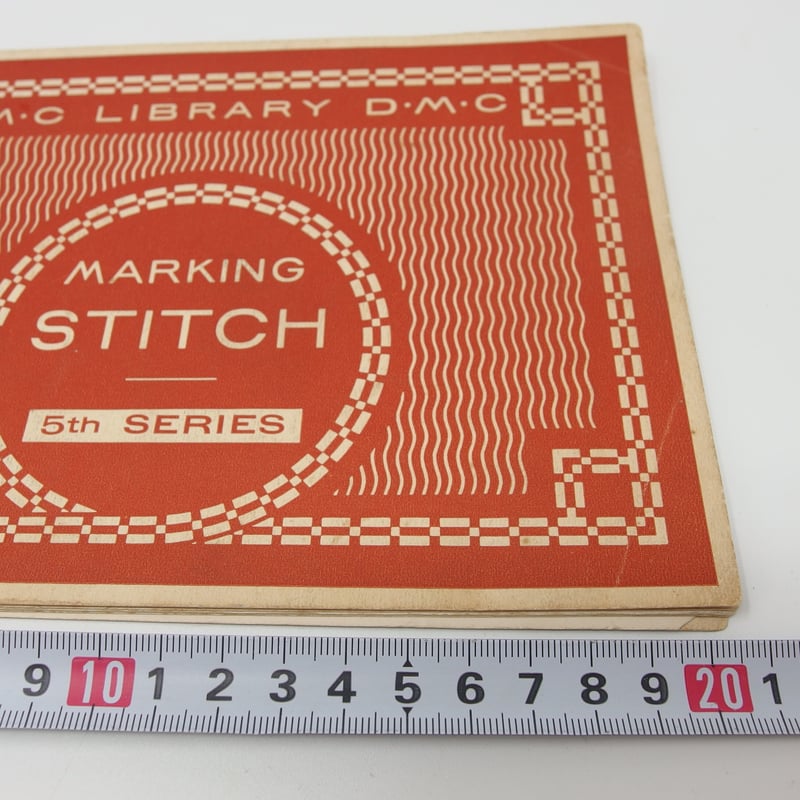 M·C LIBRARY D·M·C
MARKING
STITCH
5th SERIES
9 10 1 2 3 4 5 6 7 8 9 20 1